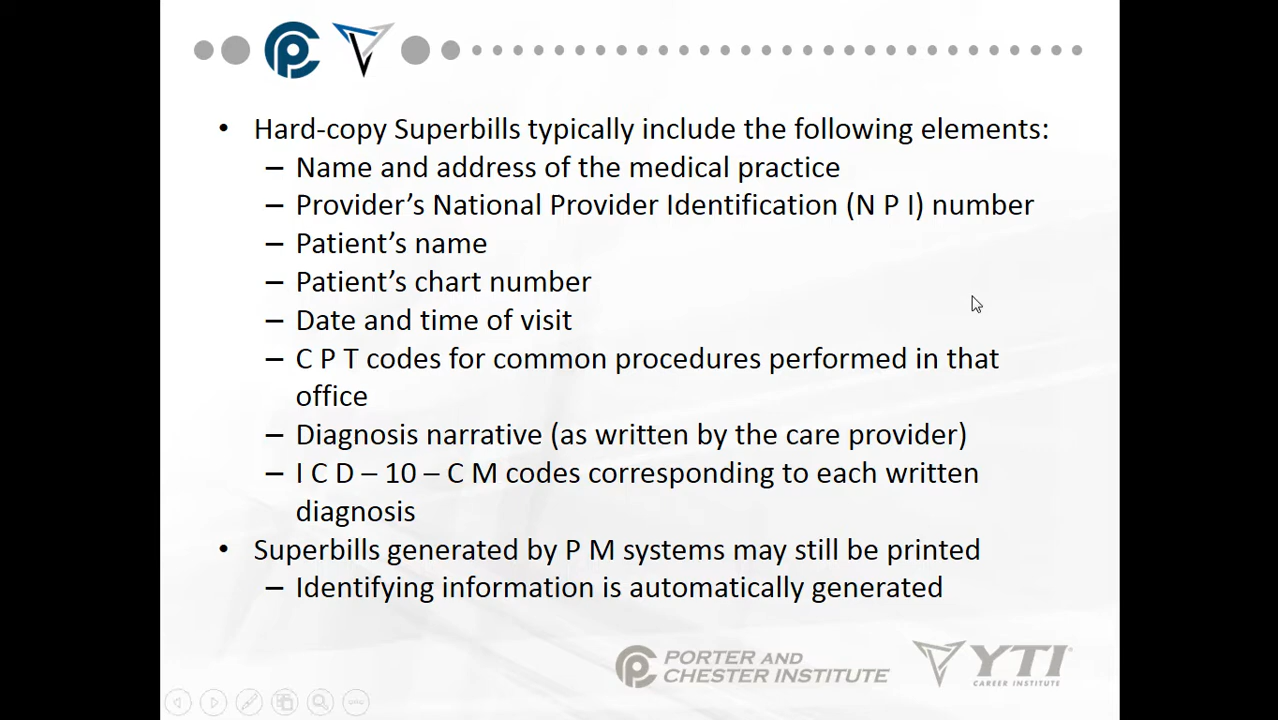 • Hard-copy Superbills typically include the following elements:
– Name and address of the medical practice
– Provider’s National Provider Identification (N P I) number
– Patient’s name
– Patient’s chart number
– Date and time of visit
– C P T codes for common procedures performed in that
office
– Diagnosis narrative (as written by the care provider)
– I C D – 10 – C M codes corresponding to each written
diagnosis
• Superbills generated by P M systems may still be printed
– Identifying information is automatically generated
PORTER AND
CHESTER INSTITUTE
YTI
CAREER INSTITUTE